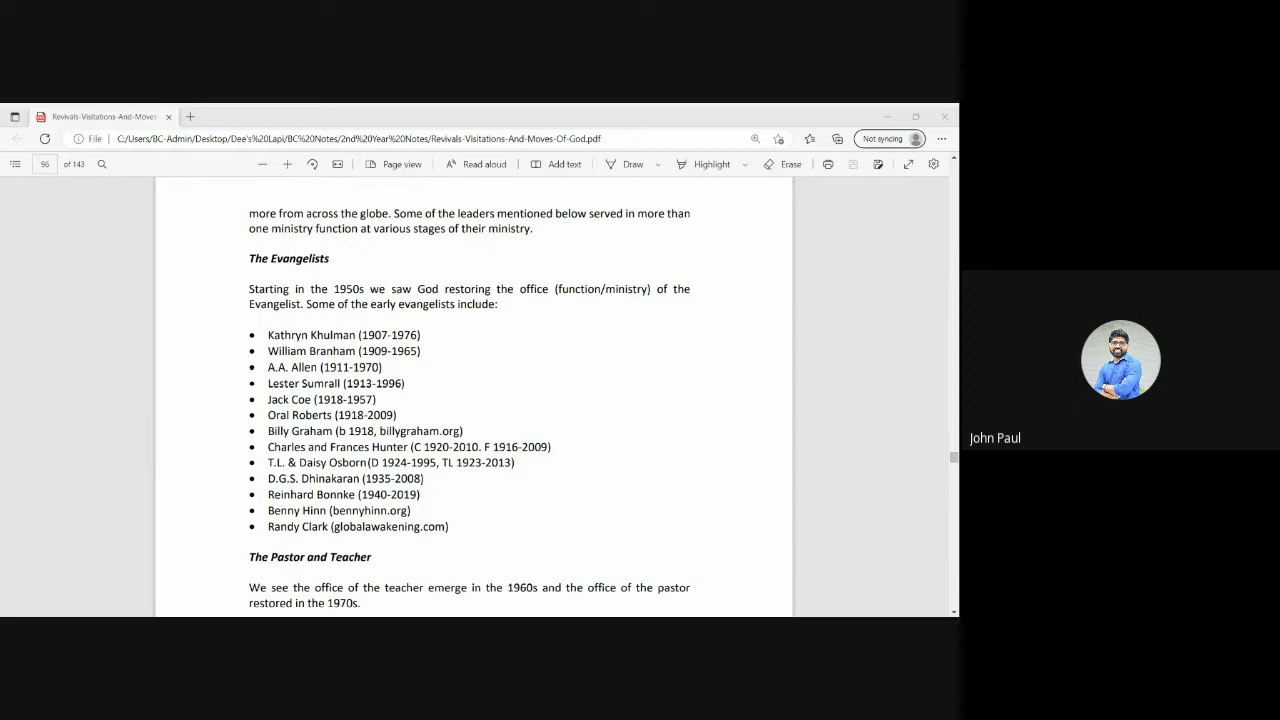 Revivals-Visitations-And-Moves
File
C:/Users/BC-Admin/Desktop/Dee's%20Lapi/BC%20Notes/2nd%20Year%20Notes/Revivals-Visitations-And-Moves-Of-God.pdf
Not syncing
96 of 143
Page view
Read aloud
Add text
Draw
Highlight
Erase
more from across the globe. Some of the leaders mentioned below served in more than
one ministry function at various stages of their ministry.
The Evangelists
Starting in the 1950s we saw God restoring the office (function/ministry) of the
Evangelist. Some of the early evangelists include:
• Kathryn Khulman (1907-1976)
• William Branham (1909-1965)
• A.A. Allen (1911-1970)
• Lester Sumrall (1913-1996)
• Jack Coe (1918-1957)
• Oral Roberts (1918-2009)
• Billy Graham (b 1918, billygraham.org)
• Charles and Frances Hunter (C 1920-2010. F 1916-2009)
• T.L. & Daisy Osborn(D 1924-1995, TL 1923-2013)
• D.G.S. Dhinakaran (1935-2008)
• Reinhard Bonnke (1940-2019)
• Benny Hinn (bennyhinn.org)
• Randy Clark (globalawakening.com)
The Pastor and Teacher
We see the office of the teacher emerge in the 1960s and the office of the pastor
restored in the 1970s.
John Paul